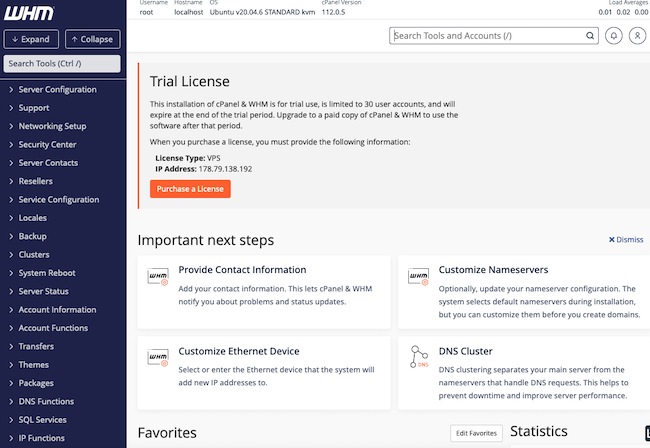 WHM
Username Hostname OS cPanel Version Load Averages
root localhost Ubuntu v20.04.6 STANDARD kvm 112.0.5 0.01 0.02 0.00
↓ Expand ↑ Collapse
Search Tools (Ctrl /)
Server Configuration
Support
Networking Setup
Security Center
Server Contacts
Resellers
Service Configuration
Locales
Backup
Clusters
System Reboot
Server Status
Account Information
Account Functions
Transfers
Themes
Packages
DNS Functions
SQL Services
IP Functions
Search Tools and Accounts (/)
Trial License
This installation of cPanel & WHM is for trial use, is limited to 30 user accounts, and will
expire at the end of the trial period. Upgrade to a paid copy of cPanel & WHM to use the
software after that period.
When you purchase a license, you must provide the following information:
License Type: VPS
IP Address: 178.79.138.192
Purchase a License
Important next steps
× Dismiss
WHM
Provide Contact Information
Add your contact information. This lets cPanel & WHM
notify you about problems and status updates.
WHM
Customize Nameservers
Optionally, update your nameserver configuration. The
system selects default nameservers during installation,
but you can customize them before you create domains.
WHM
Customize Ethernet Device
Select or enter the Ethernet device that the system will
add new IP addresses to.
DNS
DNS Cluster
DNS clustering separates your main server from the
nameservers that handle DNS requests. This helps to
prevent downtime and improve server performance.
Favorites
Edit Favorites
Statistics